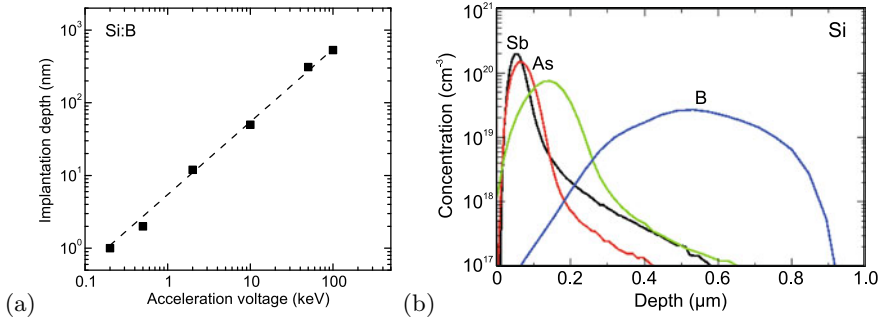 Si:B
10³
10²
10¹
10⁰
0.1
1
10
100
Implantation depth (nm)
Acceleration voltage (keV)
(a)
Sb
As
B
Si
10²¹
10²⁰
10¹⁹
10¹⁸
10¹⁷
0
0.2
0.4
0.6
0.8
1.0
Concentration (cm⁻³)
Depth (μm)
(b)